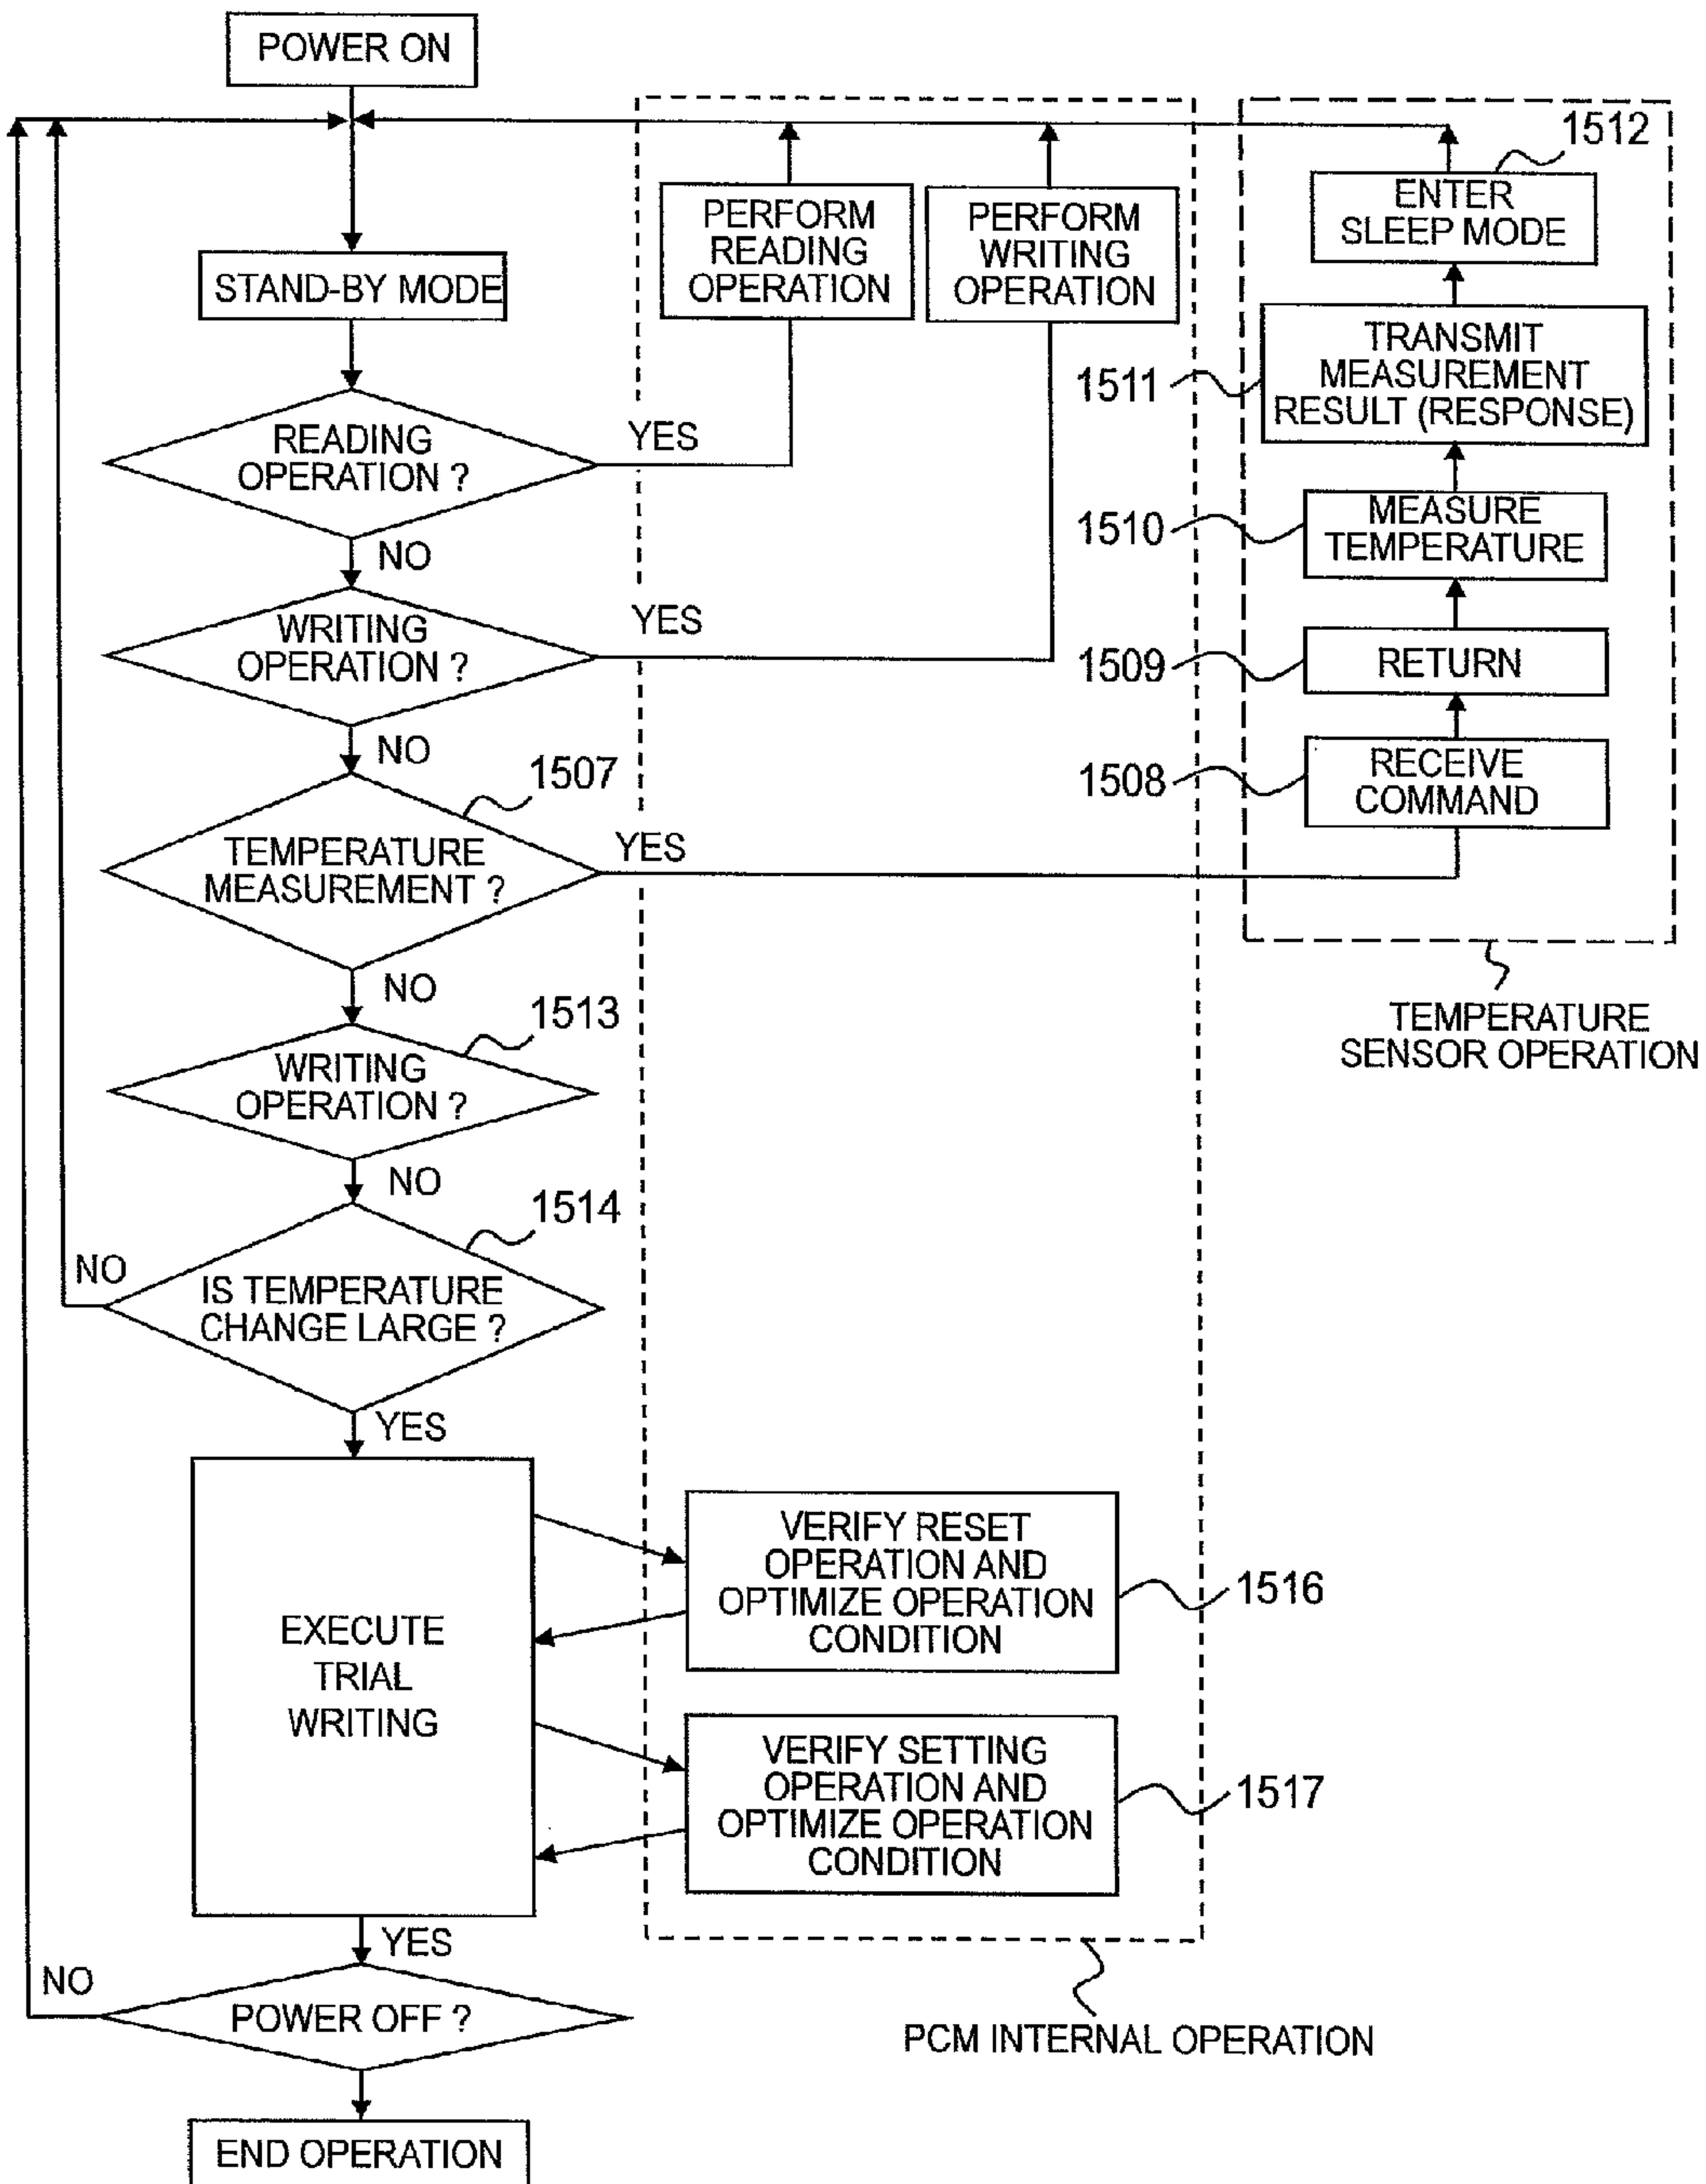 POWER ON
STAND-BY MODE
READING
OPERATION ?
YES
NO
WRITING
OPERATION ?
YES
NO
1507
TEMPERATURE
MEASUREMENT ?
YES
NO
1513
WRITING
OPERATION ?
NO
1514
IS TEMPERATURE
CHANGE LARGE ?
NO
YES
EXECUTE
TRIAL
WRITING
YES
NO
POWER OFF ?
END OPERATION
PERFORM
READING
OPERATION
PERFORM
WRITING
OPERATION
VERIFY RESET
OPERATION AND
OPTIMIZE OPERATION
CONDITION
1516
VERIFY SETTING
OPERATION AND
OPTIMIZE OPERATION
CONDITION
1517
PCM INTERNAL OPERATION
1512
ENTER
SLEEP MODE
1511
TRANSMIT
MEASUREMENT
RESULT (RESPONSE)
1510
MEASURE
TEMPERATURE
1509
RETURN
1508
RECEIVE
COMMAND
TEMPERATURE
SENSOR OPERATION